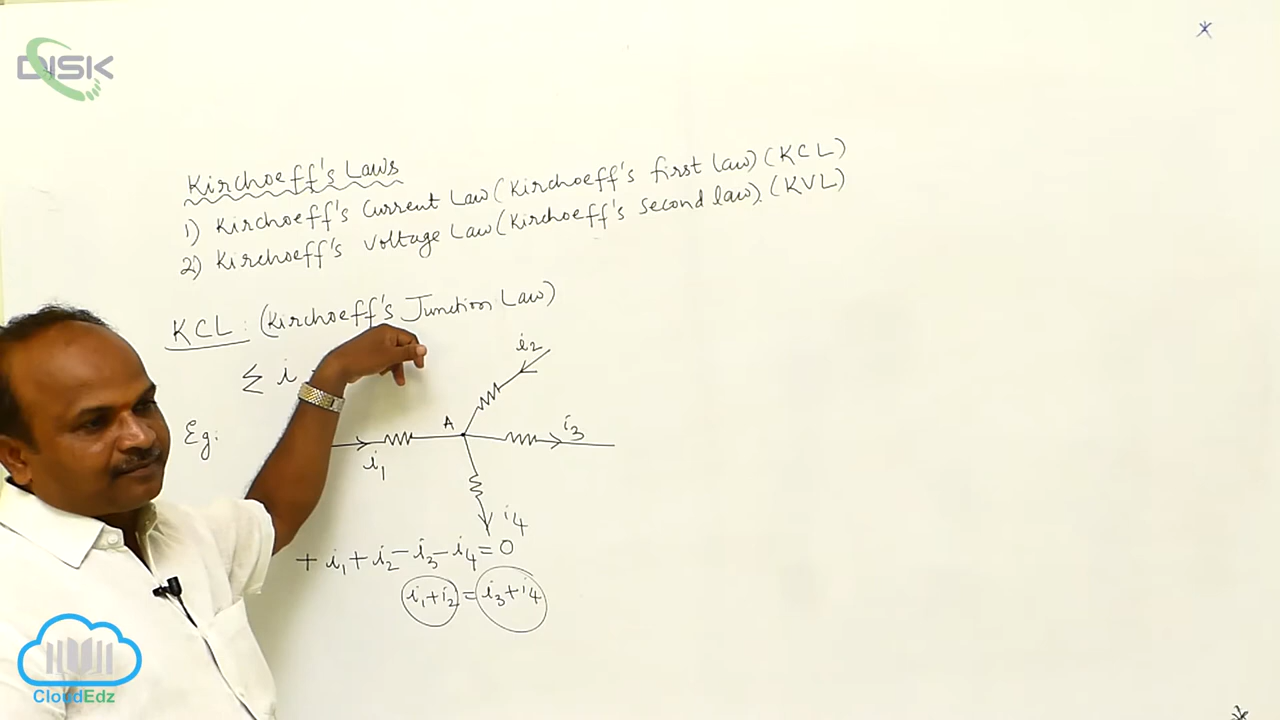 DISK
Kirchoeff's Laws
1) Kirchoeff's Current Law (Kirchoeff's first law) (KCL)
2) Kirchoeff's Voltage Law (Kirchoeff's Second law). (KVL)
KCL: (Kirchoeff's Junction Law)
Σ i
Eg:
i2
A
i3
i1
i4
+ i1 + i2 - i3 - i4 = 0
i1 + i2 = i3 + i4
CloudEdz